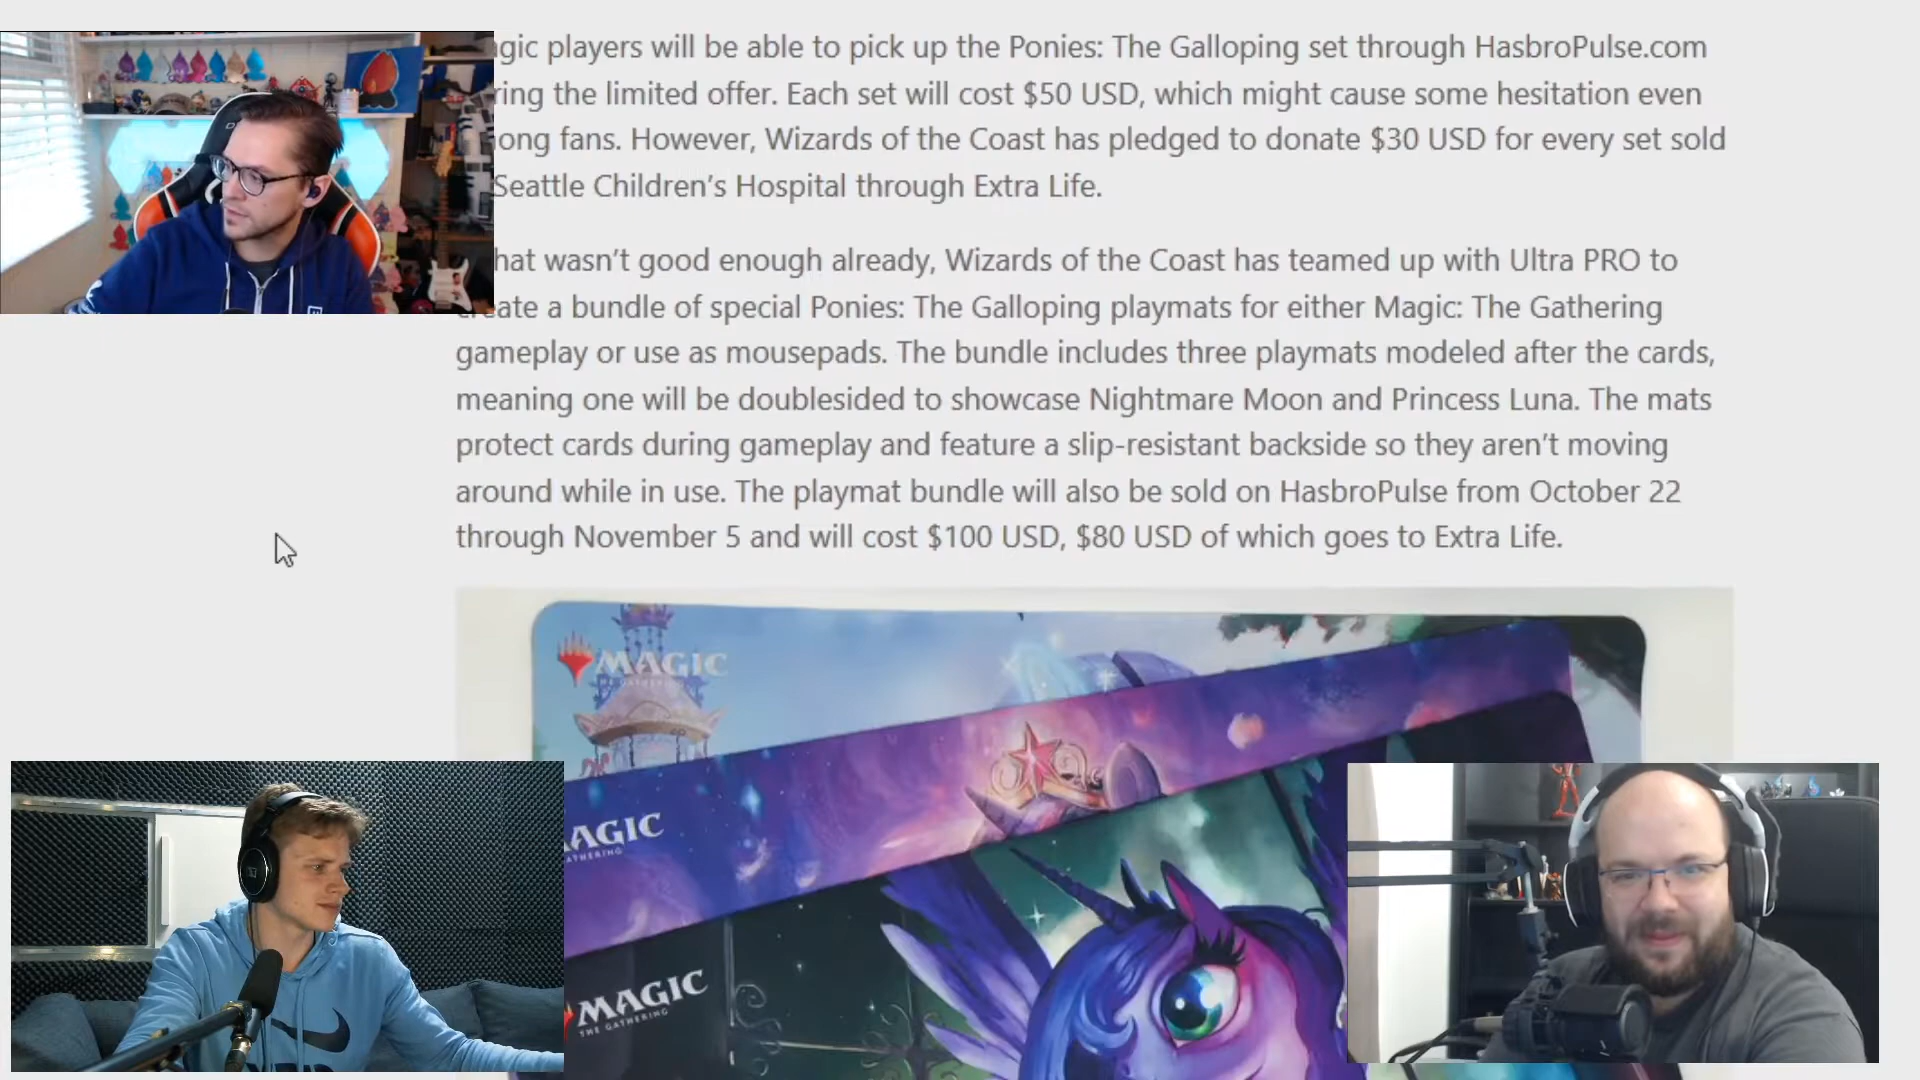 gic players will be able to pick up the Ponies: The Galloping set through HasbroPulse.com
ring the limited offer. Each set will cost $50 USD, which might cause some hesitation even
ong fans. However, Wizards of the Coast has pledged to donate $30 USD for every set sold
Seattle Children’s Hospital through Extra Life.
hat wasn’t good enough already, Wizards of the Coast has teamed up with Ultra PRO to
eate a bundle of special Ponies: The Galloping playmats for either Magic: The Gathering
gameplay or use as mousepads. The bundle includes three playmats modeled after the cards,
meaning one will be doublesided to showcase Nightmare Moon and Princess Luna. The mats
protect cards during gameplay and feature a slip-resistant backside so they aren’t moving
around while in use. The playmat bundle will also be sold on HasbroPulse from October 22
through November 5 and will cost $100 USD, $80 USD of which goes to Extra Life.
MAGIC
THE GATHERING
AGIC
GATHERING
MAGIC
THE GATHERING